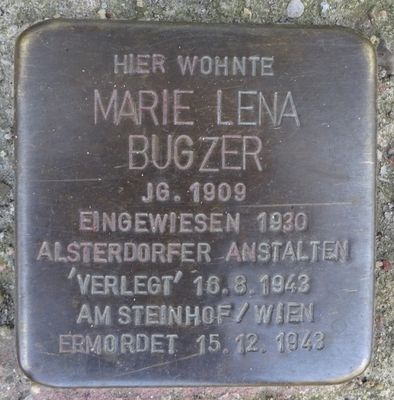 HIER WOHNTE
MARIE LENA
BUGZER
JG. 1909
EINGEWIESEN 1930
ALSTERDORFER ANSTALTEN
'VERLEGT' 16.8.1943
AM STEINHOF/WIEN
ERMORDET 15.12.1943